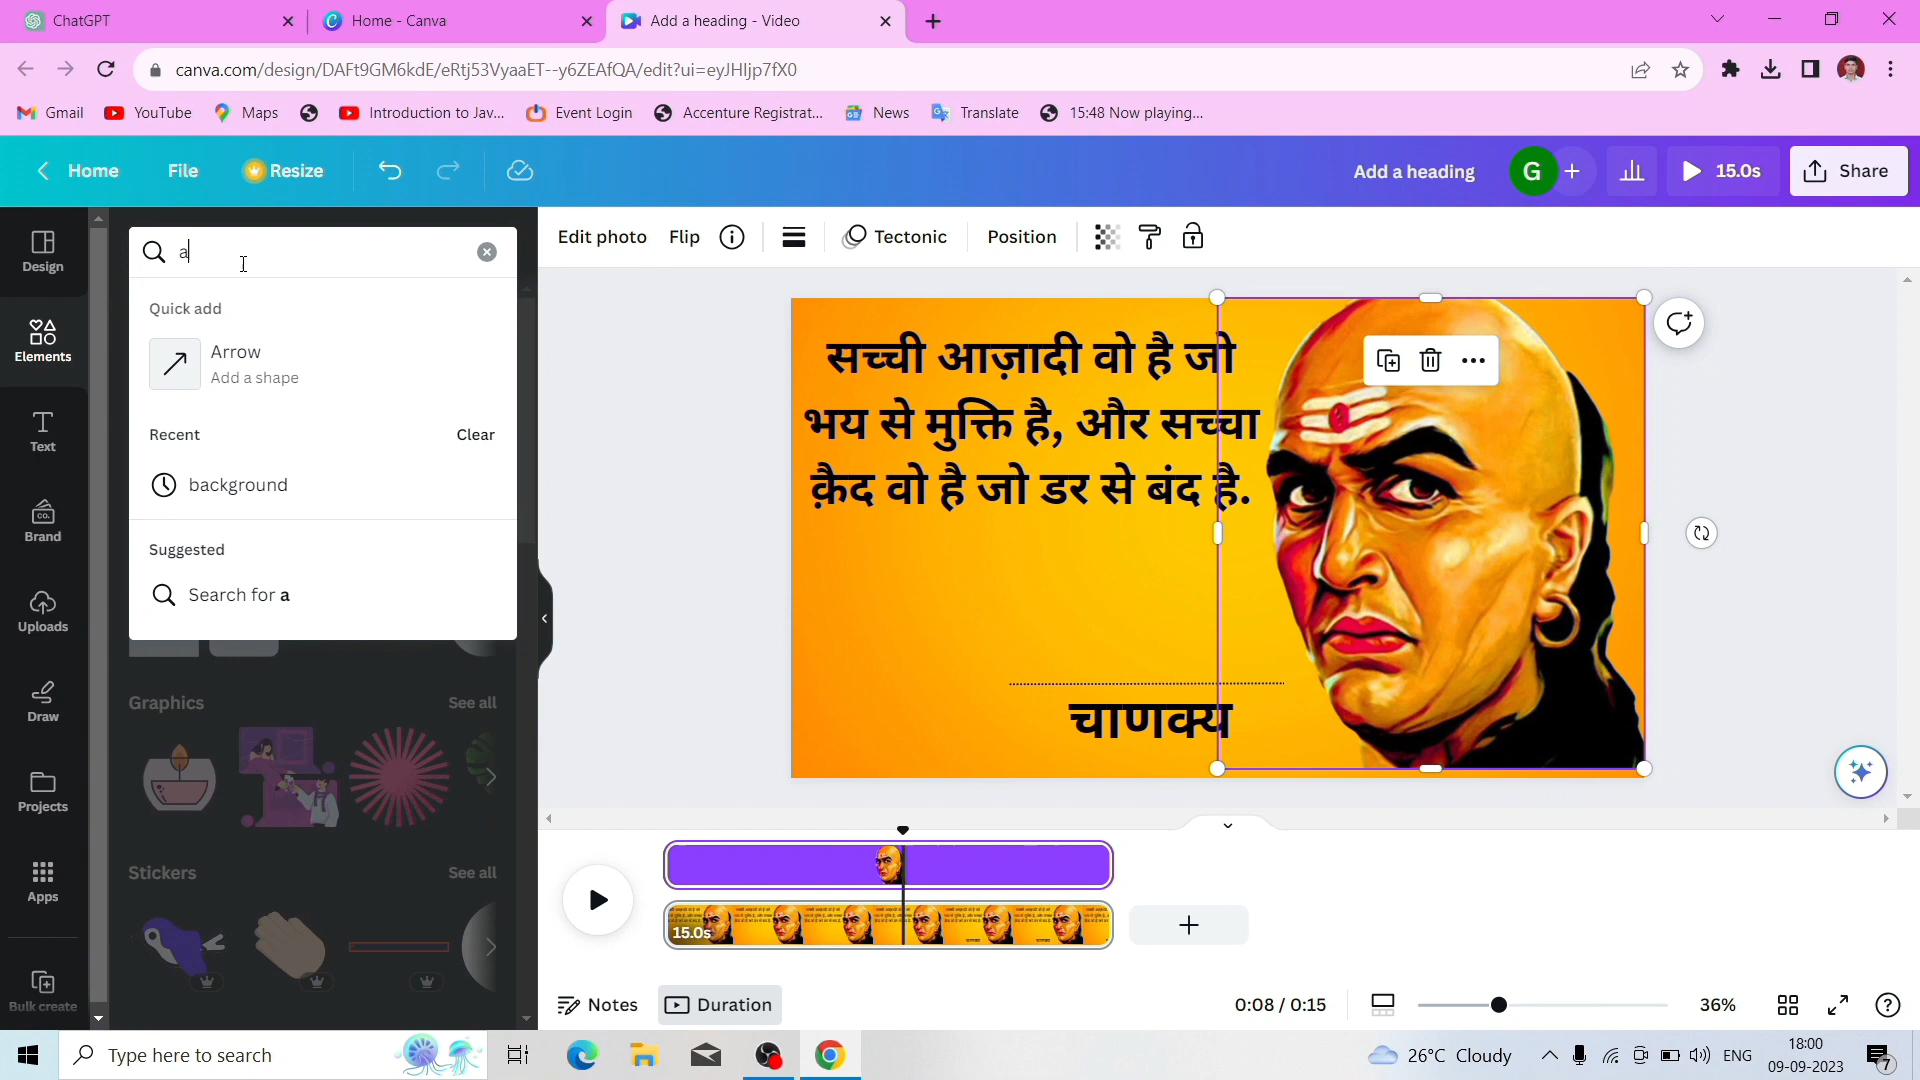 ChatGPT
Home - Canva
Add a heading - Video
canva.com/design/DAFt9GM6kdE/eRtj53VyaaET--y6ZEAfQA/edit?ui=eyJHIjp7fX0
Gmail
YouTube
Maps
Introduction to Jav...
Event Login
Accenture Registrat...
News
Translate
15:48 Now playing...
Home
File
Resize
Add a heading
G
15.0s
Share
Design
Elements
Text
Brand
Uploads
Draw
Projects
Apps
Bulk create
a
Quick add
Arrow
Add a shape
Recent
Clear
background
Suggested
Search for a
Graphics
See all
Stickers
See all
Edit photo
Flip
Tectonic
Position
सच्ची आज़ादी वो है जो
भय से मुक्ति है, और सच्चा
क़ैद वो है जो डर से बंद है.
चाणक्य
15.0s
Notes
Duration
0:08 / 0:15
36%
Type here to search
26°C Cloudy
ENG
18:00
09-09-2023
7